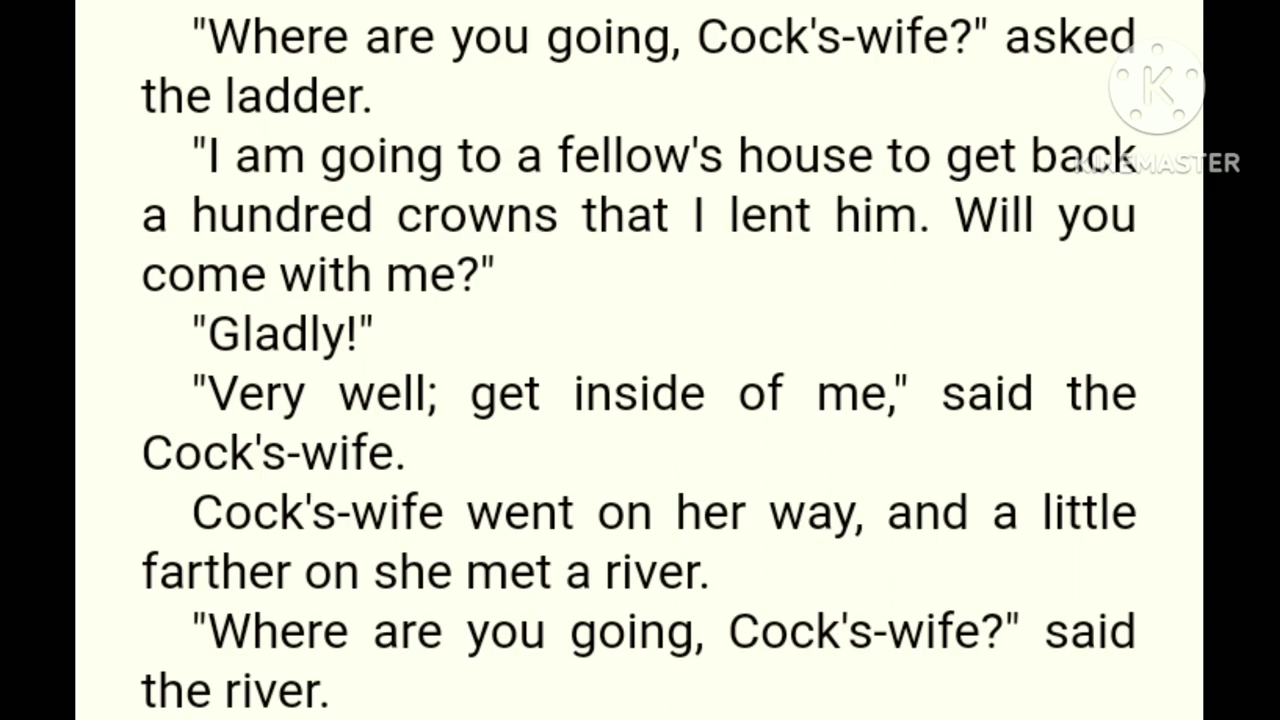 "Where are you going, Cock's-wife?" asked
the ladder.
"I am going to a fellow's house to get back
a hundred crowns that I lent him. Will you
come with me?"
"Gladly!"
"Very well; get inside of me," said the
Cock's-wife.
Cock's-wife went on her way, and a little
farther on she met a river.
"Where are you going, Cock's-wife?" said
the river.
K
KINEMASTER